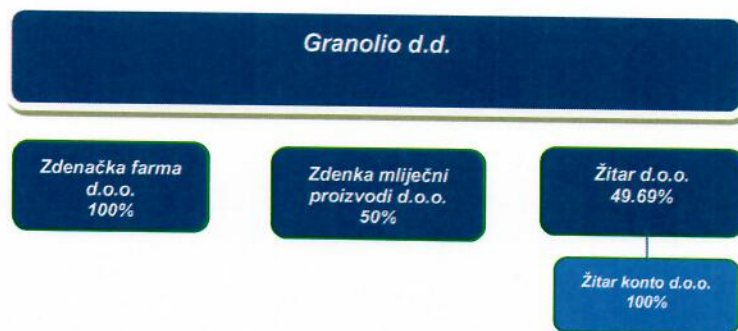 Granolio d.d.
Zdenačka farma
d.o.o.
100%
Zdenka mliječni
proizvodi d.o.o.
50%
Žitar d.o.o.
49.69%
Žitar konto d.o.o.
100%